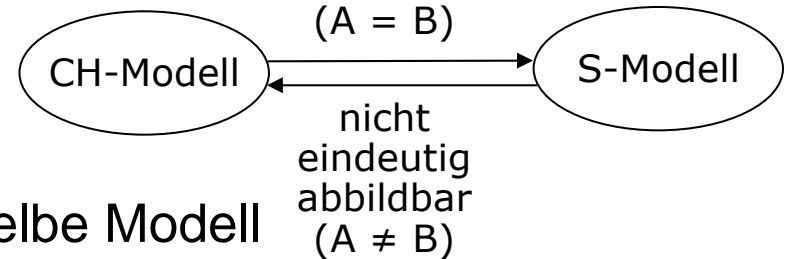 (A = B)
CH-Modell
S-Modell
nicht
eindeutig
abbildbar
(A ≠ B)
elbe Modell